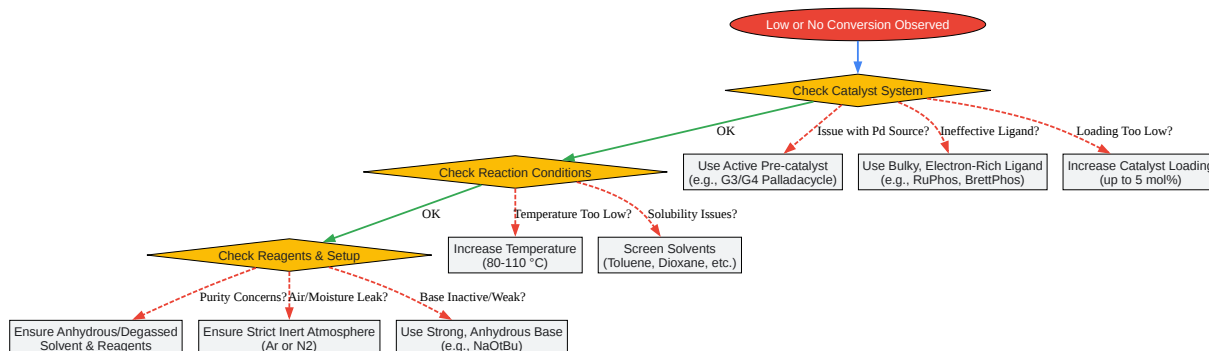 Low or No Conversion Observed
Check Catalyst System
OK
Issue with Pd Source?
Ineffective Ligand?
Loading Too Low?
Check Reaction Conditions
Use Active Pre-catalyst
(e.g., G3/G4 Palladacycle)
Use Bulky, Electron-Rich Ligand
(e.g., RuPhos, BrettPhos)
Increase Catalyst Loading
(up to 5 mol%)
OK
Temperature Too Low?
Solubility Issues?
Check Reagents & Setup
Increase Temperature
(80-110 °C)
Screen Solvents
(Toluene, Dioxane, etc.)
Purity Concerns?
Air/Moisture Leak?
Base Inactive/Weak?
Ensure Anhydrous/Degassed
Solvent & Reagents
Ensure Strict Inert Atmosphere
(Ar or N2)
Use Strong, Anhydrous Base
(e.g., NaOtBu)